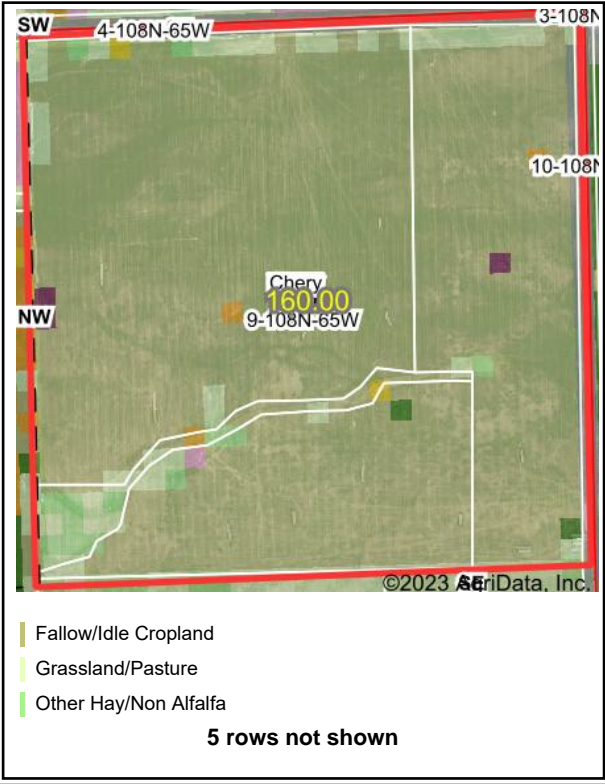 SW
4-108N-65W
3-108N
10-108N
Chery
160.00
9-108N-65W
NW
©2023 AgriData, Inc.
SE
Fallow/Idle Cropland
Grassland/Pasture
Other Hay/Non Alfalfa
5 rows not shown